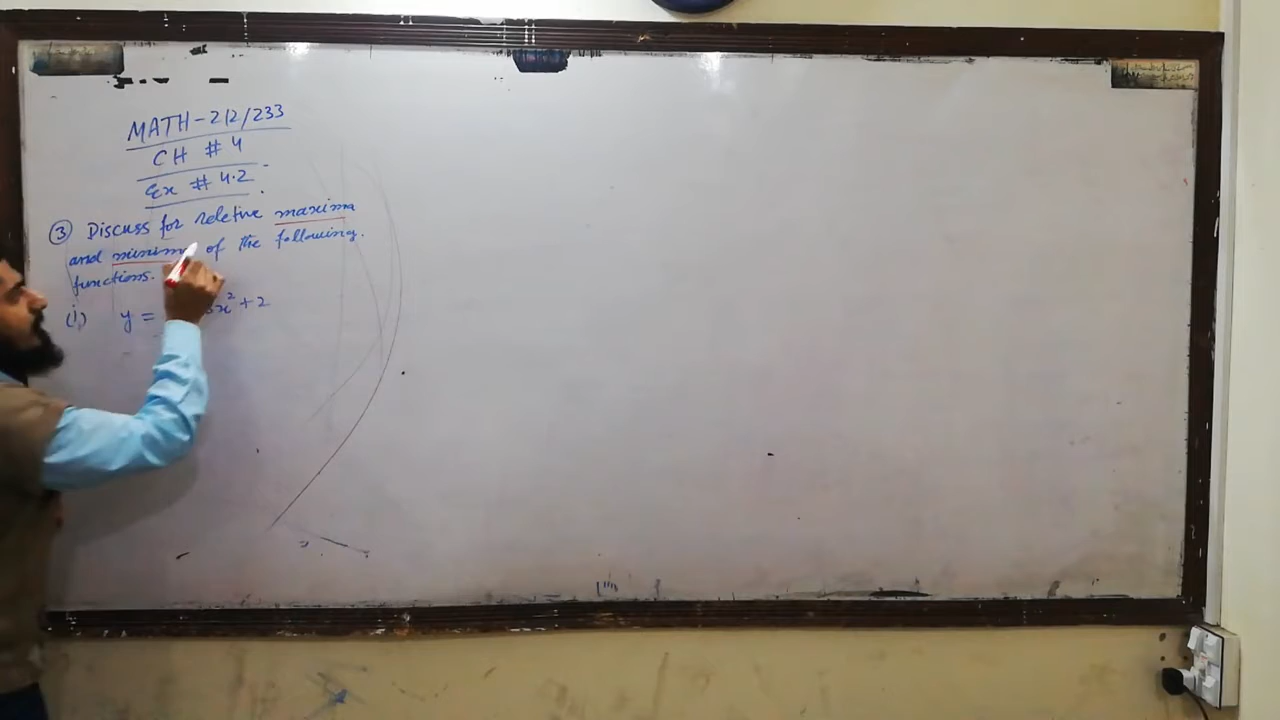 MATH-212/233
CH # 4
Ex # 4.2
③ Discuss for reletive maxima
and minima of the following.
functions.
(i) y = x² + 2